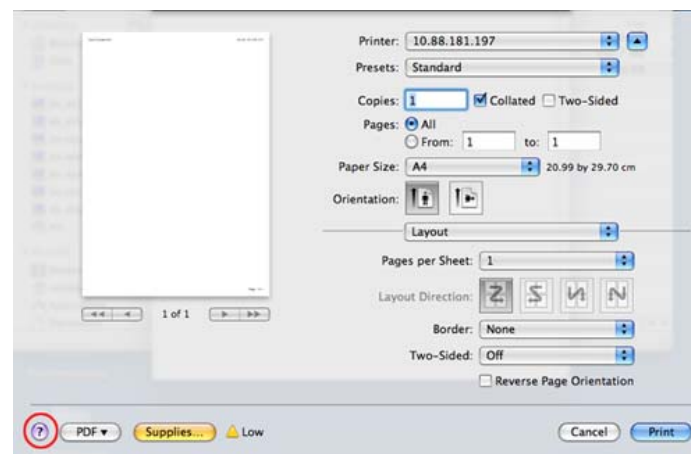 Printer: 10.88.181.197
Presets: Standard
Copies: 1 Collated Two-Sided
Pages: All
From: 1 to: 1
Paper Size: A4 20.99 by 29.70 cm
Orientation:
Layout
Pages per Sheet: 1
Layout Direction:
Border: None
Two-Sided: Off
Reverse Page Orientation
1 of 1
? PDF Supplies... Low Cancel Print